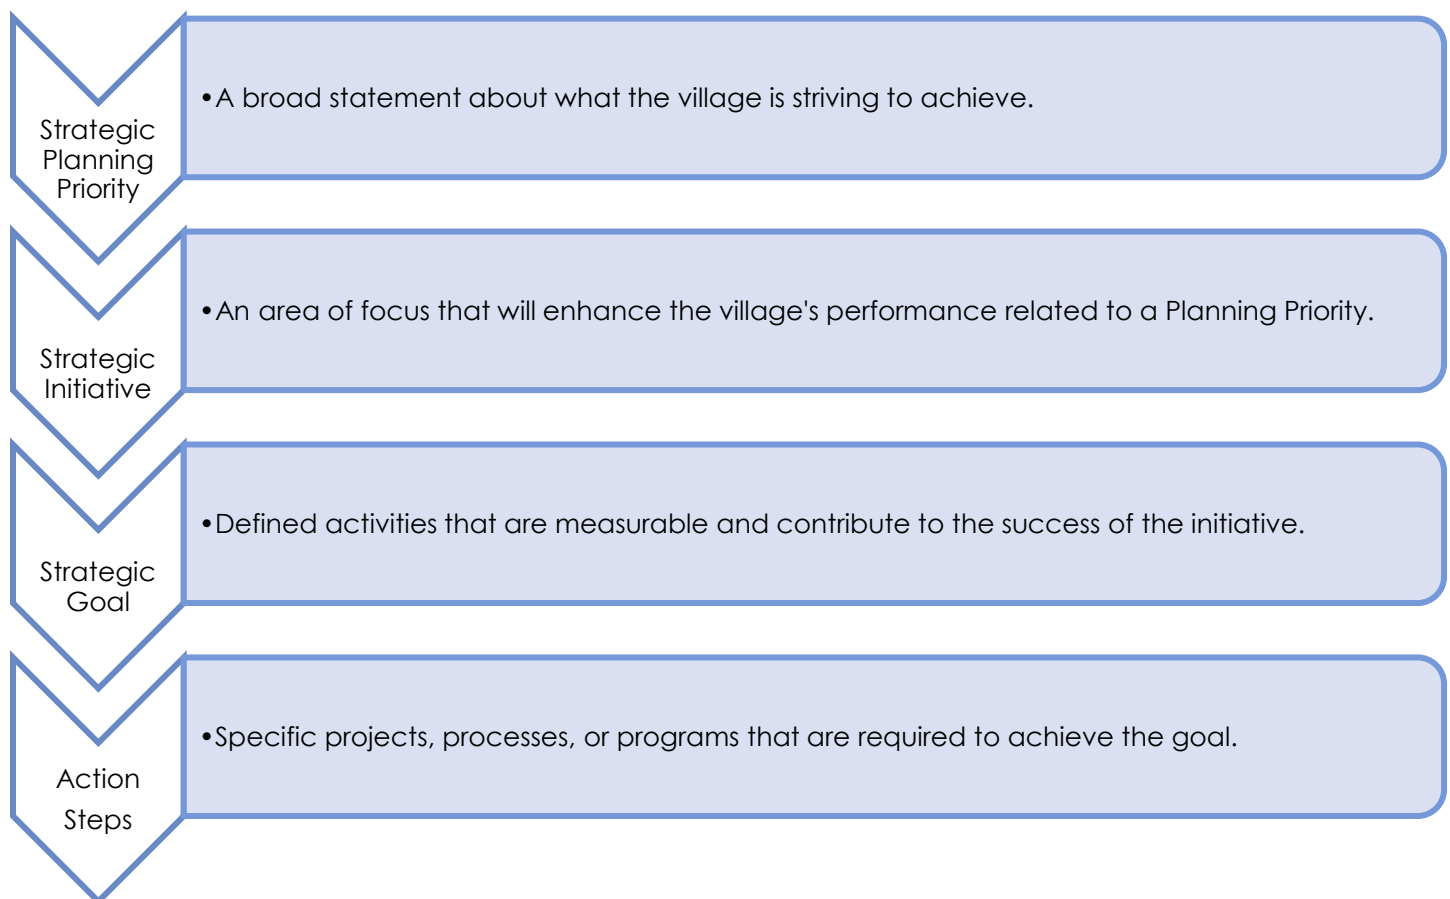 Strategic
Planning
Priority
•A broad statement about what the village is striving to achieve.
Strategic
Initiative
•An area of focus that will enhance the village's performance related to a Planning Priority.
Strategic
Goal
•Defined activities that are measurable and contribute to the success of the initiative.
Action
Steps
•Specific projects, processes, or programs that are required to achieve the goal.